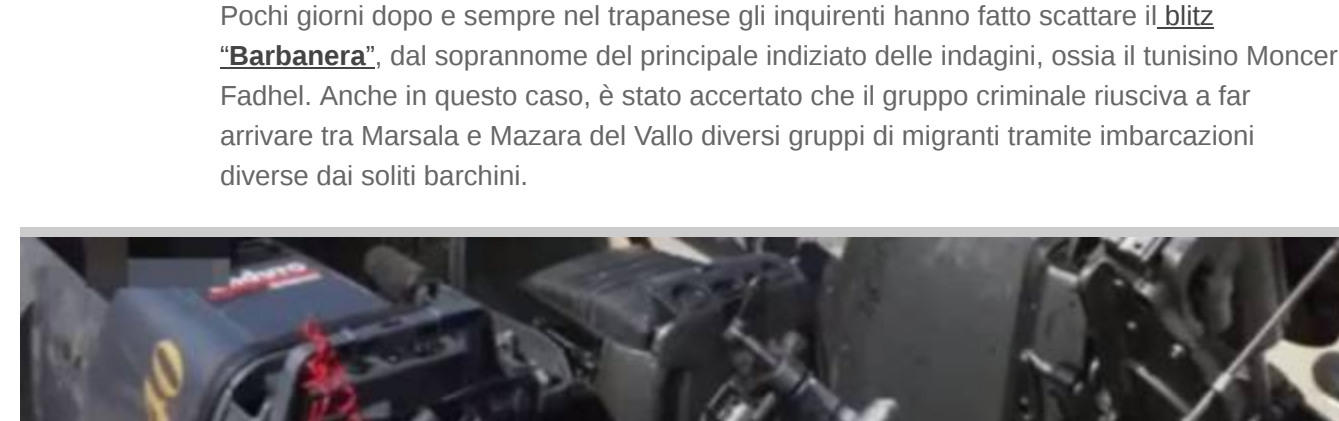 Pochi giorni dopo e sempre nel trapanese gli inquirenti hanno fatto scattare il blitz
“Barbanera”, dal soprannome del principale indiziato delle indagini, ossia il tunisino Moncer
Fadhel. Anche in questo caso, è stato accertato che il gruppo criminale riusciva a far
arrivare tra Marsala e Mazara del Vallo diversi gruppi di migranti tramite imbarcazioni
diverse dai soliti barchini.
40